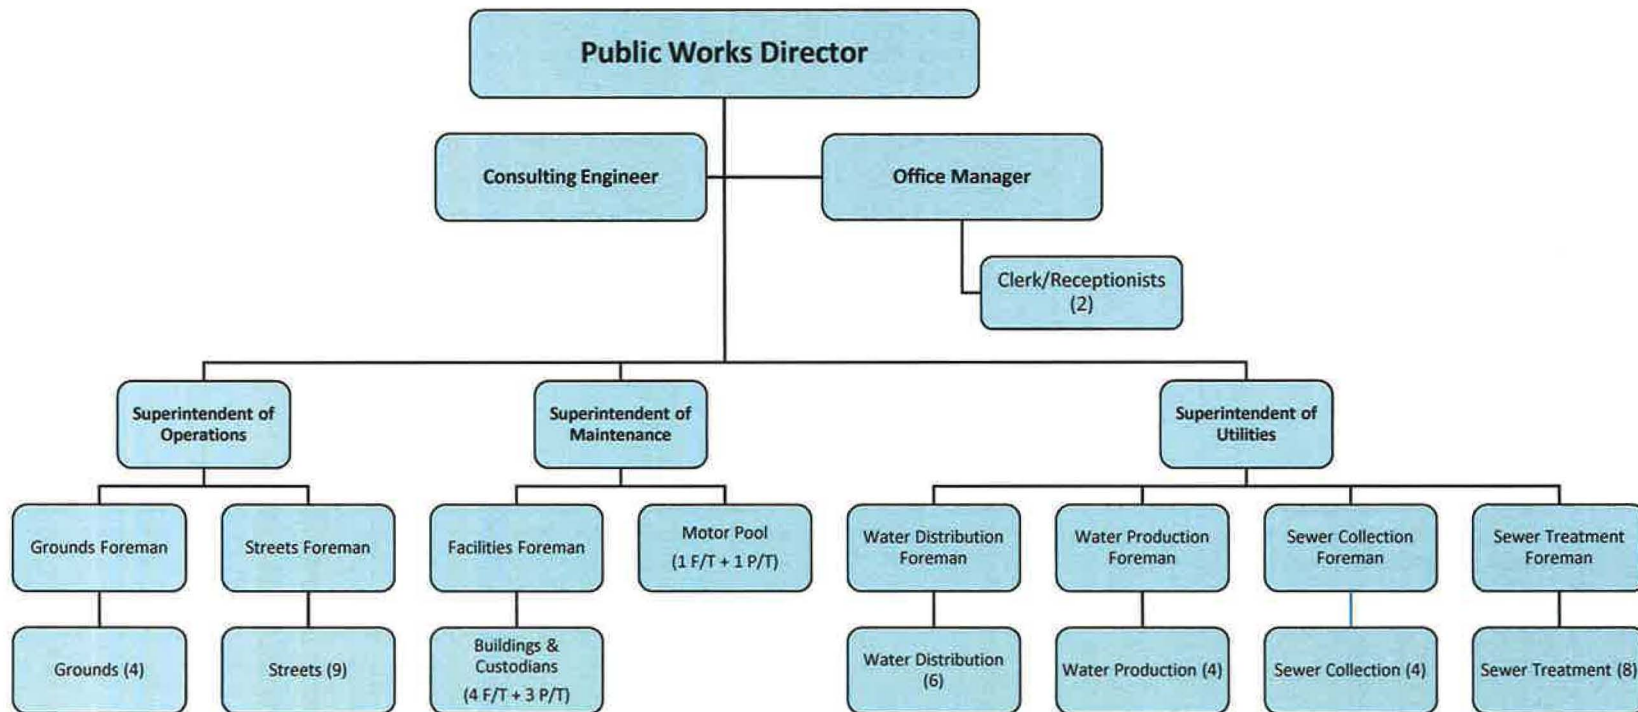 Public Works Director
Consulting Engineer
Office Manager
Clerk/Receptionists
(2)
Superintendent of
Operations
Superintendent of
Maintenance
Superintendent of
Utilities
Grounds Foreman
Streets Foreman
Facilities Foreman
Motor Pool
(1 F/T + 1 P/T)
Water Distribution
Foreman
Water Production
Foreman
Sewer Collection
Foreman
Sewer Treatment
Foreman
Grounds (4)
Streets (9)
Buildings &
Custodians
(4 F/T + 3 P/T)
Water Distribution
(6)
Water Production (4)
Sewer Collection (4)
Sewer Treatment (8)